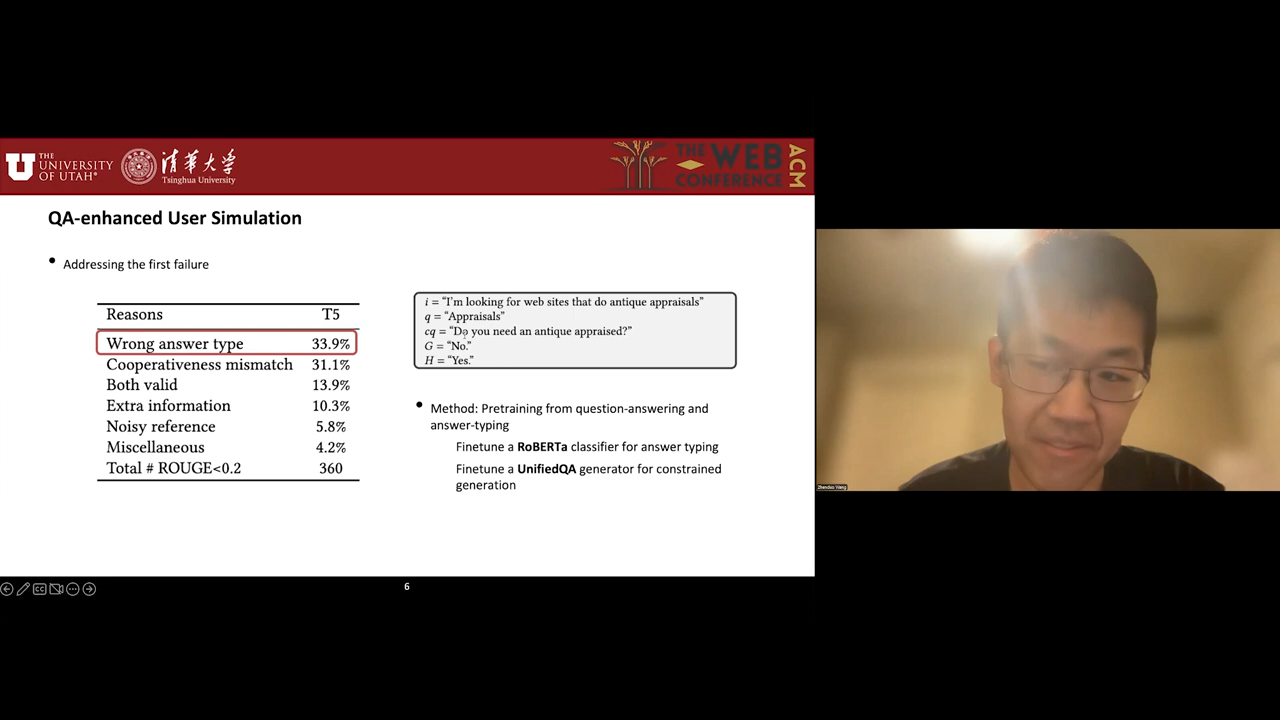 THE UNIVERSITY OF UTAH®
清華大学
Tsinghua University
THE WEB CONFERENCE
ACM
QA-enhanced User Simulation
• Addressing the first failure
Reasons T5
Wrong answer type 33.9%
Cooperativeness mismatch 31.1%
Both valid 13.9%
Extra information 10.3%
Noisy reference 5.8%
Miscellaneous 4.2%
Total # ROUGE<0.2 360
i = “I’m looking for web sites that do antique appraisals”
q = “Appraisals”
cq = “Do you need an antique appraised?”
G = “No.”
H = “Yes.”
• Method: Pretraining from question-answering and
answer-typing
Finetune a RoBERTa classifier for answer typing
Finetune a UnifiedQA generator for constrained
generation
6
Zhenduo Wang